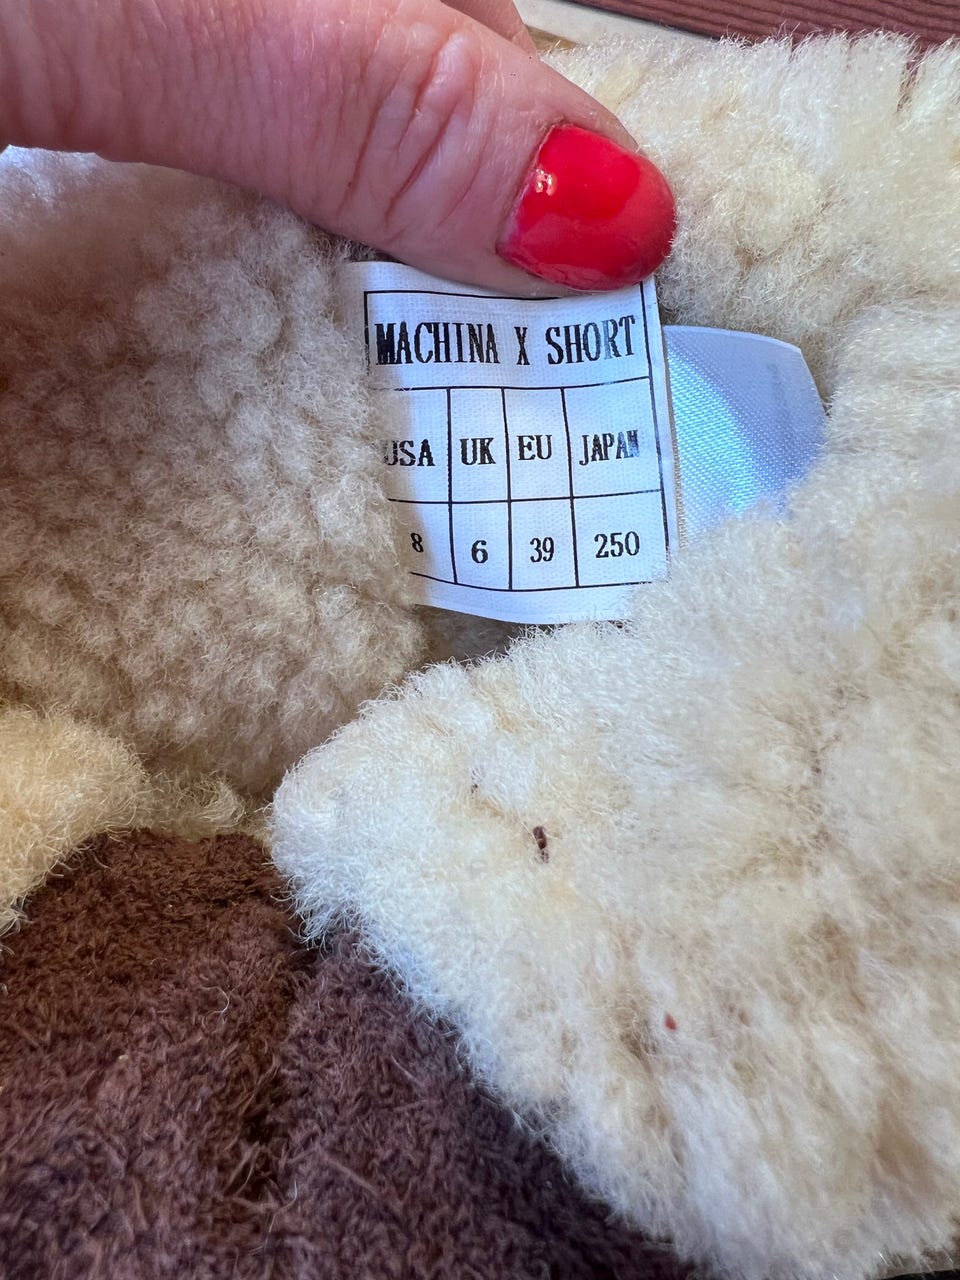 MACHINA X SHORT
USA UK EU JAPAN
8 6 39 250